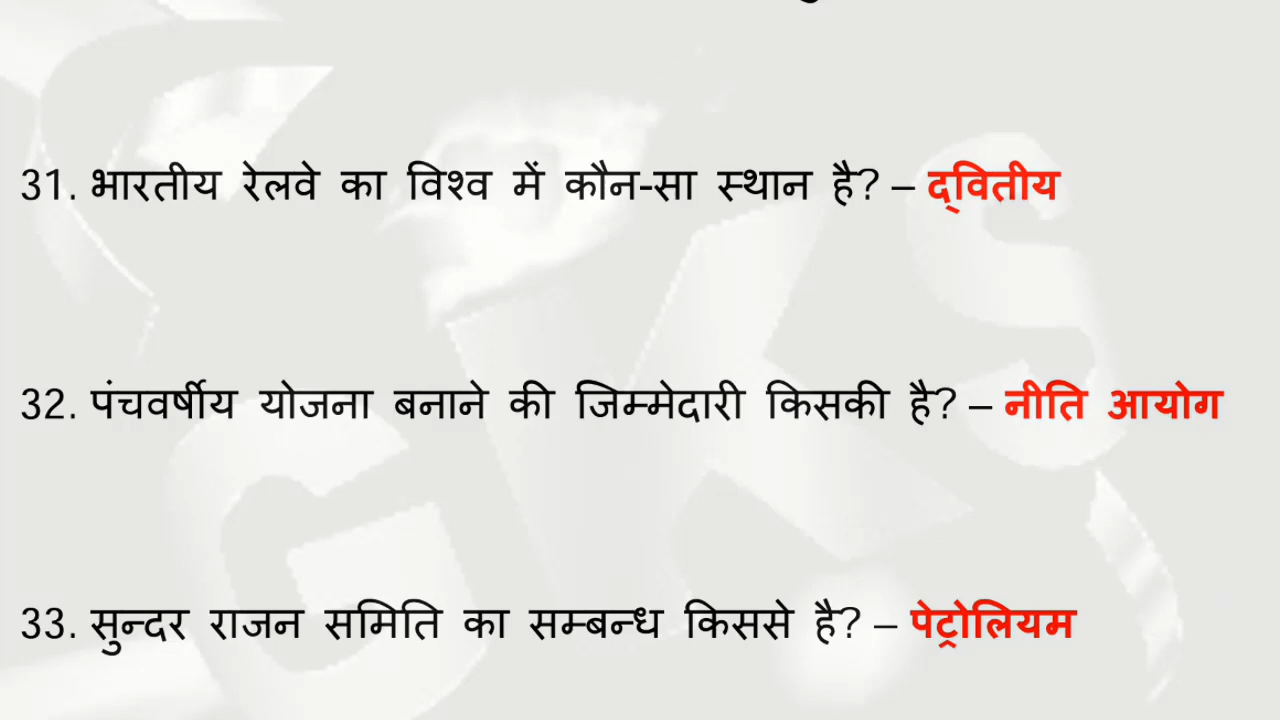 31. भारतीय रेलवे का विश्व में कौन-सा स्थान है? – द्वितीय
32. पंचवर्षीय योजना बनाने की जिम्मेदारी किसकी है? – नीति आयोग
33. सुन्दर राजन समिति का सम्बन्ध किससे है? – पेट्रोलियम